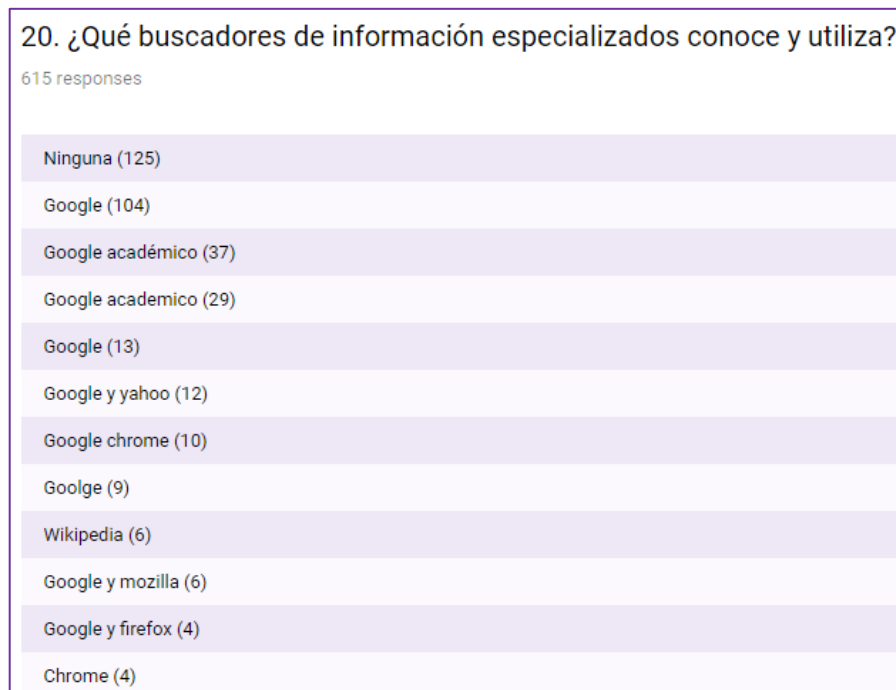 20. ¿Qué buscadores de información especializados conoce y utiliza?
615 responses
Ninguna (125)
Google (104)
Google académico (37)
Google academico (29)
Google (13)
Google y yahoo (12)
Google chrome (10)
Goolge (9)
Wikipedia (6)
Google y mozilla (6)
Google y firefox (4)
Chrome (4)